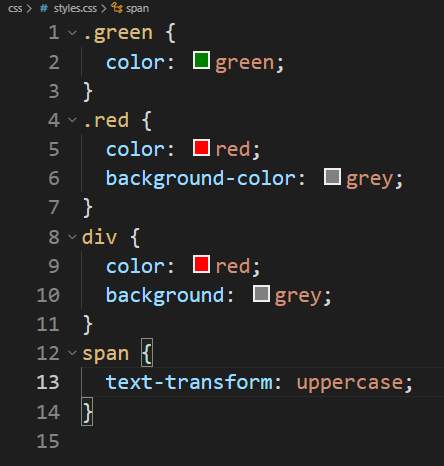 css > # styles.css > span
1 .green {
2 color: green;
3 }
4 .red {
5 color: red;
6 background-color: grey;
7 }
8 div {
9 color: red;
10 background: grey;
11 }
12 span {
13 text-transform: uppercase;
14 }
15